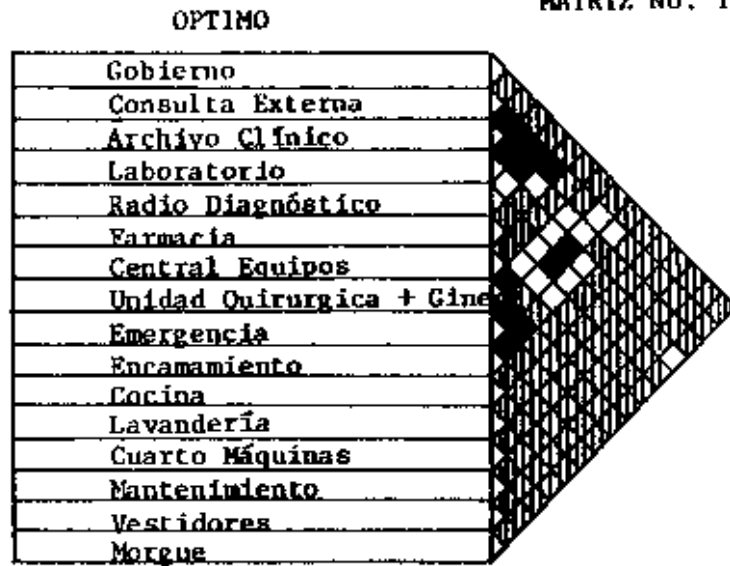 MATRIZ NO. 1
OPTIMO
Gobierno
Consulta Externa
Archivo Clínico
Laboratorio
Radio Diagnóstico
Farmacia
Central Equipos
Unidad Quirurgica + Gine
Emergencia
Encamamiento
Cocina
Lavandería
Cuarto Máquinas
Mantenimiento
Vestidores
Morgue